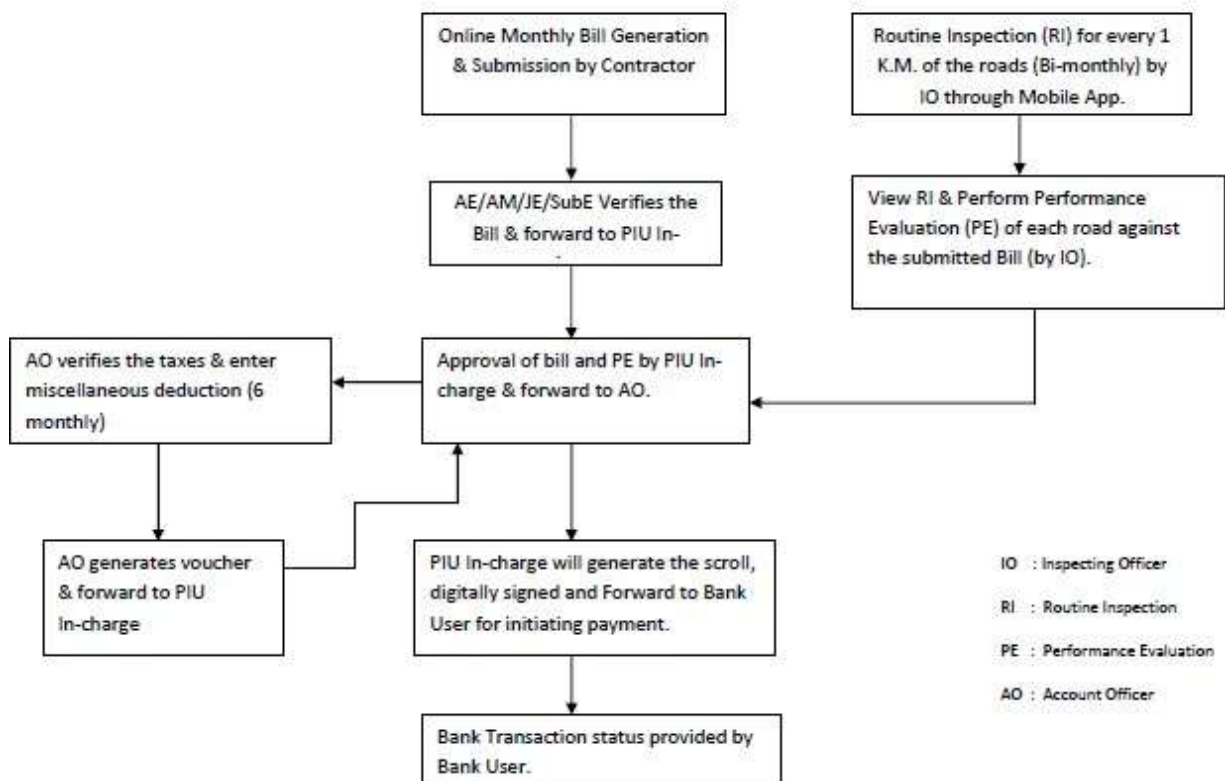 Online Monthly Bill Generation
& Submission by Contractor
Routine Inspection (RI) for every 1
K.M. of the roads (Bi-monthly) by
IO through Mobile App.
AE/AM/JE/SubE Verifies the
Bill & forward to PIU In-
View RI & Perform Performance
Evaluation (PE) of each road against
the submitted Bill (by IO).
AO verifies the taxes & enter
miscellaneous deduction (6
monthly)
Approval of bill and PE by PIU In-
charge & forward to AO.
AO generates voucher
& forward to PIU
In-charge
PIU In-charge will generate the scroll,
digitally signed and Forward to Bank
User for initiating payment.
IO : Inspecting Officer
RI : Routine Inspection
PE : Performance Evaluation
AO : Account Officer
Bank Transaction status provided by
Bank User.